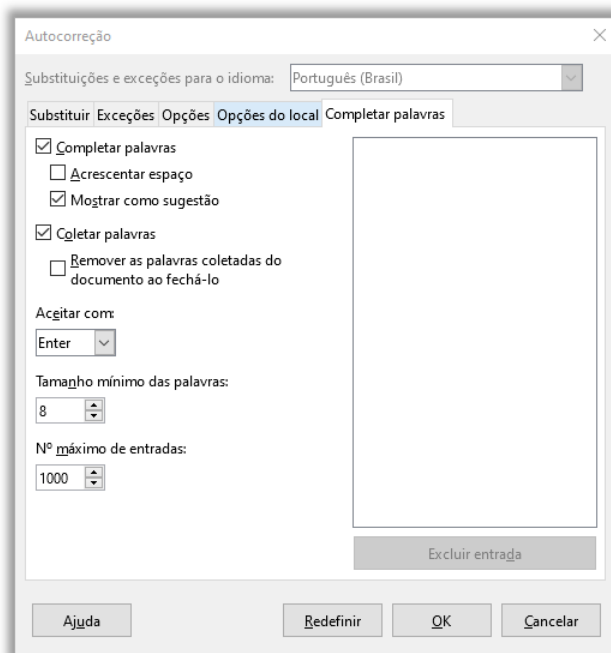 Autocorreção
Substituições e exceções para o idioma: Português (Brasil)
Substituir Exceções Opções Opções do local Completar palavras
Completar palavras
Acrescentar espaço
Mostrar como sugestão
Coletar palavras
Remover as palavras coletadas do
documento ao fechá-lo
Aceitar com:
Enter
Tamanho mínimo das palavras:
8
Nº máximo de entradas:
1000
Excluir entrada
Ajuda Redefinir OK Cancelar